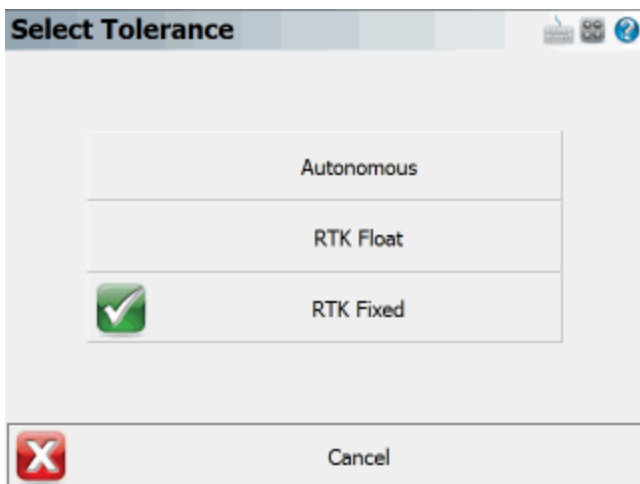 Select Tolerance
Autonomous
RTK Float
RTK Fixed
Cancel